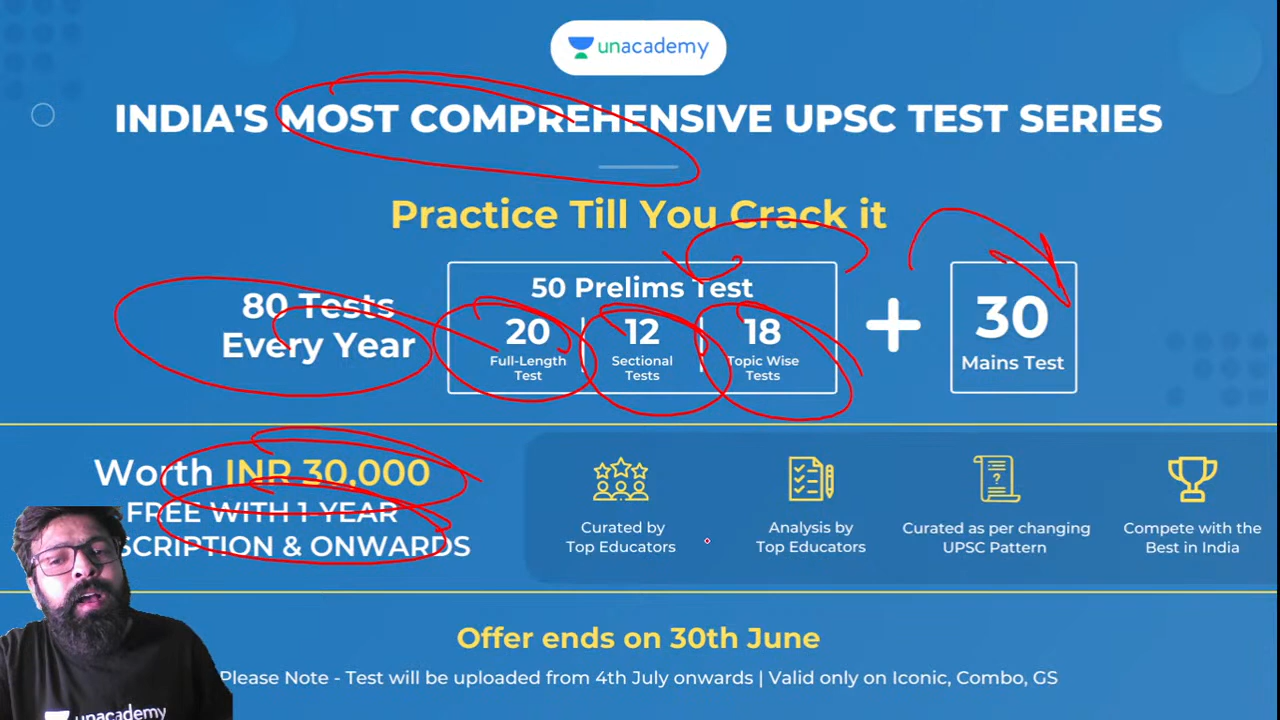 unacademy
INDIA'S MOST COMPREHENSIVE UPSC TEST SERIES
Practice Till You Crack it
80 Tests
Every Year
50 Prelims Test
20
Full-Length
Test
12
Sectional
Tests
18
Topic Wise
Tests
+
30
Mains Test
Worth INR 30,000
FREE WITH 1-YEAR
SCRIPTION & ONWARDS
Curated by
Top Educators
Analysis by
Top Educators
Curated as per changing
UPSC Pattern
Compete with the
Best in India
Offer ends on 30th June
Please Note - Test will be uploaded from 4th July onwards | Valid only on Iconic, Combo, GS
unacademy